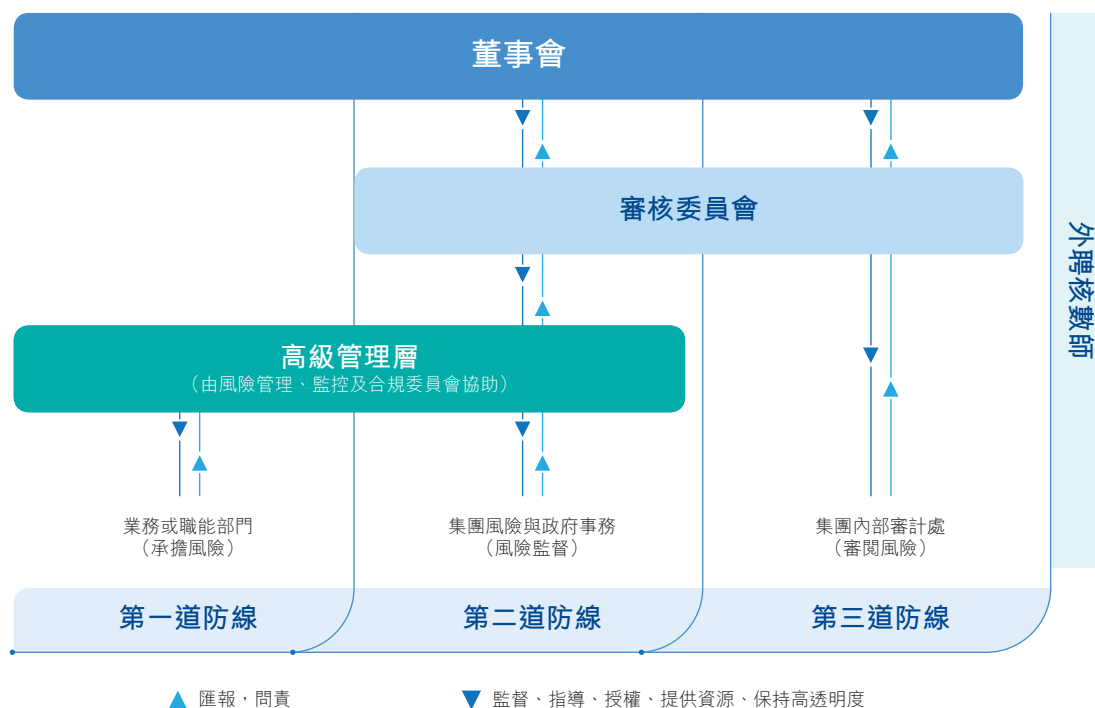 董事會
審核委員會
外聘核數師
高級管理層
（由風險管理、監控及合規委員會協助）
業務或職能部門
（承擔風險）
集團風險與政府事務
（風險監督）
集團內部審計處
（審閱風險）
第一道防線
第二道防線
第三道防線
匯報，問責
監督、指導、授權、提供資源、保持高透明度